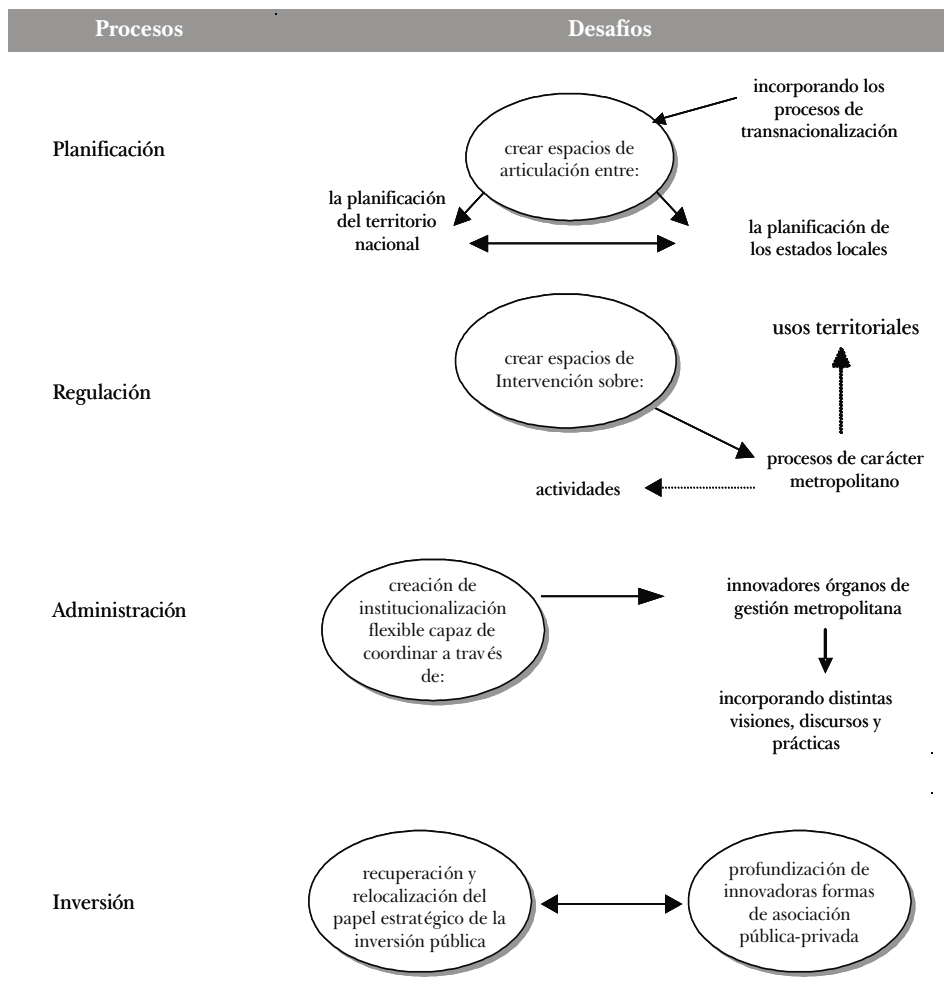 Procesos
Desafíos
Planificación
crear espacios de
articulación entre:
incorporando los
procesos de
transnacionalización
la planificación
del territorio
nacional
la planificación de
los estados locales
Regulación
crear espacios de
Intervención sobre:
usos territoriales
procesos de carácter
metropolitano
actividades
Administración
creación de
institucionalización
flexible capaz de
coordinar a través
de:
innovadores órganos de
gestión metropolitana
incorporando distintas
visiones, discursos y
prácticas
Inversión
recuperación y
relocalización del
papel estratégico de la
inversión pública
profundización de
innovadoras formas
de asociación
pública-privada